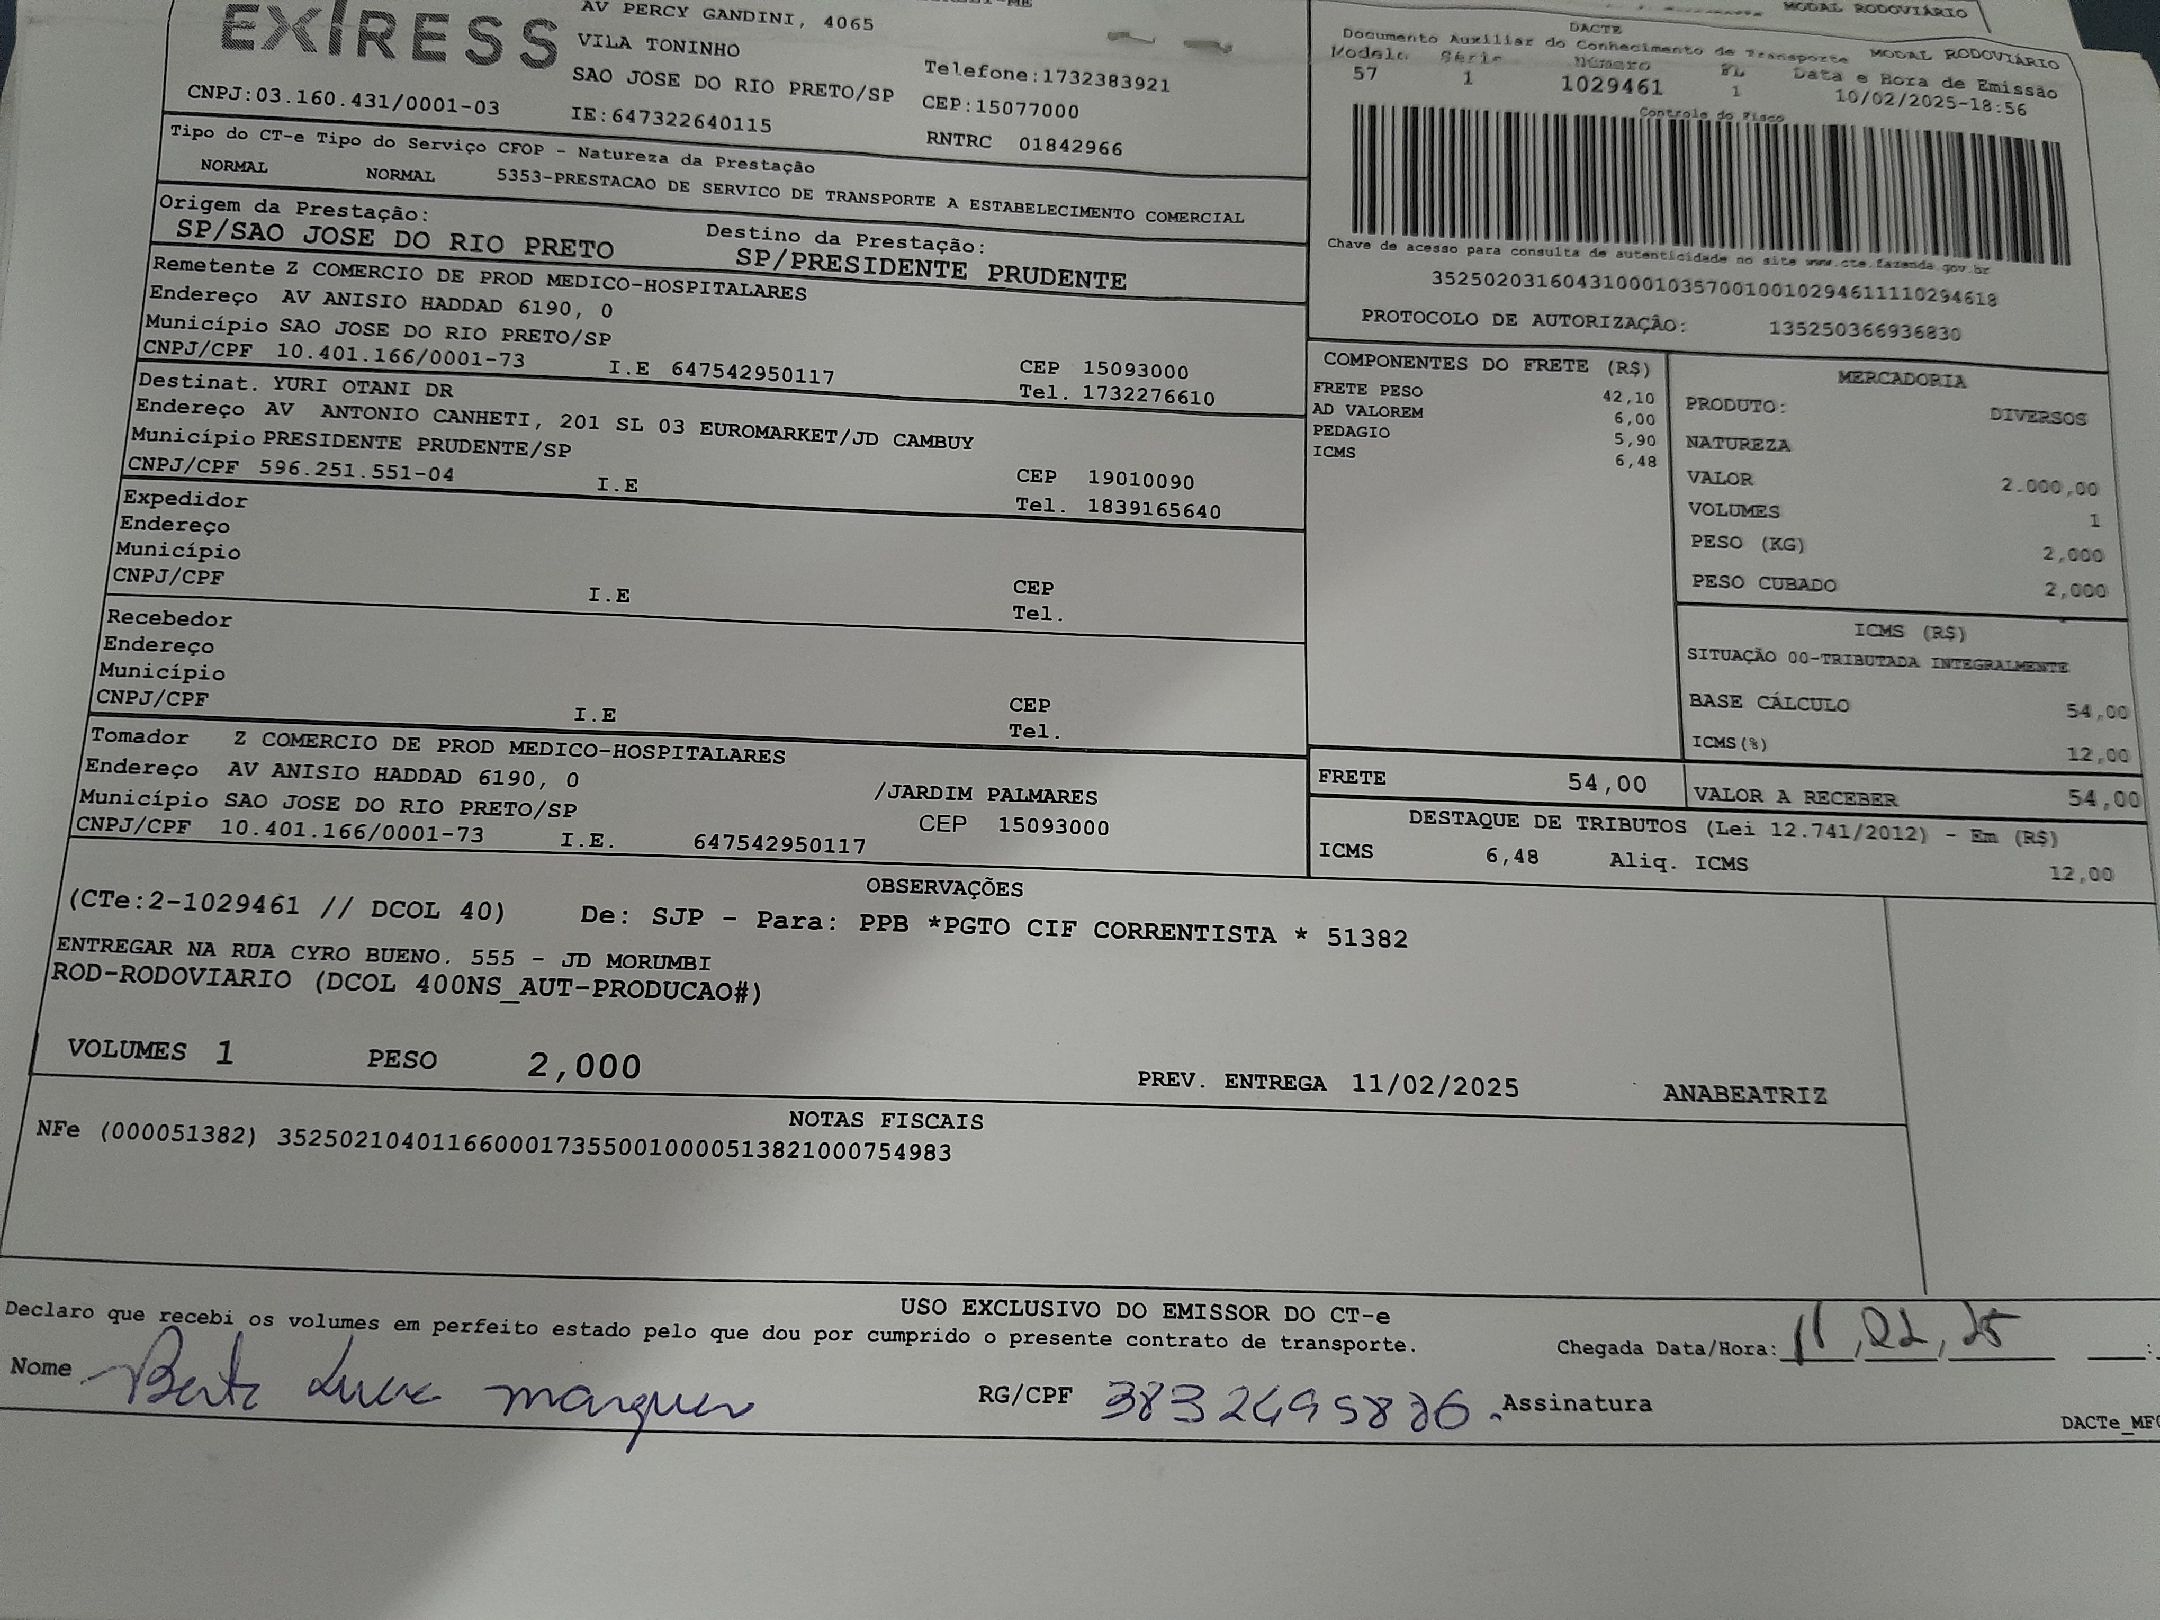 EXPRESS
AV PERCY GANDINI, 4065
VILA TONINHO
SAO JOSE DO RIO PRETO/SP
IE:647322640115
Telefone:1732383921
CEP:15077000
RNTRC 01842966
CNPJ:03.160.431/0001-03
MODAL RODOVIÁRIO
DACTE
Documento Auxiliar do Conhecimento de Transporte MODAL RODOVIÁRIO
Modelo Série Número FL Data e Hora de Emissão
57 1 1029461 1 10/02/2025-18:56
Controle do Fisco
Chave de acesso para consulta de autenticidade no site www.cte.fazenda.gov.br
35250203160431000103570010010294611110294618
PROTOCOLO DE AUTORIZAÇÃO: 135250366936830
Tipo do CT-e Tipo do Serviço CFOP - Natureza da Prestação
NORMAL NORMAL 5353-PRESTACAO DE SERVICO DE TRANSPORTE A ESTABELECIMENTO COMERCIAL
Origem da Prestação: Destino da Prestação:
SP/SAO JOSE DO RIO PRETO SP/PRESIDENTE PRUDENTE
Remetente Z COMERCIO DE PROD MEDICO-HOSPITALARES
Endereço AV ANISIO HADDAD 6190, 0
Município SAO JOSE DO RIO PRETO/SP CEP 15093000
CNPJ/CPF 10.401.166/0001-73 I.E 647542950117 Tel. 1732276610
Destinat. YURI OTANI DR
Endereço AV ANTONIO CANHETI, 201 SL 03 EUROMARKET/JD CAMBUY
Município PRESIDENTE PRUDENTE/SP CEP 19010090
CNPJ/CPF 596.251.551-04 I.E Tel. 1839165640
Expedidor
Endereço
Município CEP
CNPJ/CPF I.E Tel.
Recebedor
Endereço
Município CEP
CNPJ/CPF I.E Tel.
Tomador Z COMERCIO DE PROD MEDICO-HOSPITALARES
Endereço AV ANISIO HADDAD 6190, 0 /JARDIM PALMARES
Município SAO JOSE DO RIO PRETO/SP CEP 15093000
CNPJ/CPF 10.401.166/0001-73 I.E. 647542950117
COMPONENTES DO FRETE (R$)
FRETE PESO 42,10
AD VALOREM 6,00
PEDAGIO 5,90
ICMS 6,48
MERCADORIA
PRODUTO: DIVERSOS
NATUREZA
VALOR 2.000,00
VOLUMES 1
PESO (KG) 2,000
PESO CUBADO 2,000
ICMS (R$)
SITUAÇÃO 00-TRIBUTADA INTEGRALMENTE
BASE CÁLCULO 54,00
ICMS(%) 12,00
FRETE 54,00 VALOR A RECEBER 54,00
DESTAQUE DE TRIBUTOS (Lei 12.741/2012) - Em (R$)
ICMS 6,48 Aliq. ICMS 12,00
OBSERVAÇÕES
(CTe:2-1029461 // DCOL 40) De: SJP - Para: PPB *PGTO CIF CORRENTISTA * 51382
ENTREGAR NA RUA CYRO BUENO. 555 - JD MORUMBI
ROD-RODOVIARIO (DCOL 400NS_AUT-PRODUCAO#)
VOLUMES 1 PESO 2,000 PREV. ENTREGA 11/02/2025 ANABEATRIZ
NOTAS FISCAIS
NFe (000051382) 35250210401166000173550010000513821000754983
USO EXCLUSIVO DO EMISSOR DO CT-e
Declaro que recebi os volumes em perfeito estado pelo que dou por cumprido o presente contrato de transporte.
Chegada Data/Hora: 11,02,25 :
Nome RG/CPF Assinatura
DACTe_MF